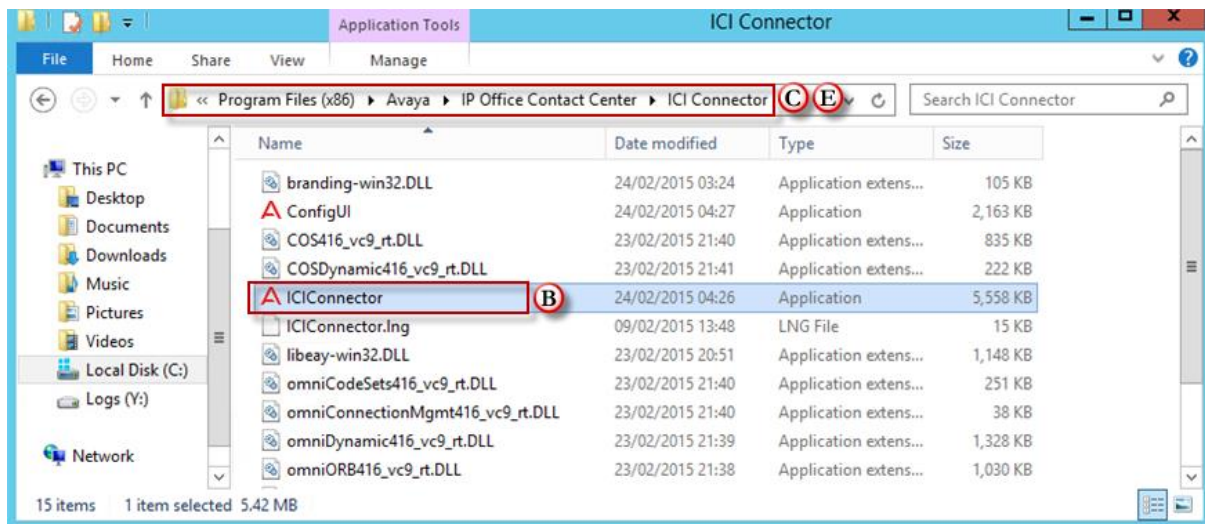 Application Tools ICI Connector
File Home Share View Manage
« Program Files (x86) ▸ Avaya ▸ IP Office Contact Center ▸ ICI Connector C E Search ICI Connector
Name Date modified Type Size
This PC
Desktop
Documents
Downloads
Music
Pictures
Videos
Local Disk (C:)
Logs (Y:)
Network
branding-win32.DLL 24/02/2015 03:24 Application extens... 105 KB
ConfigUI 24/02/2015 04:27 Application 2,163 KB
COS416_vc9_rt.DLL 23/02/2015 21:40 Application extens... 835 KB
COSDynamic416_vc9_rt.DLL 23/02/2015 21:41 Application extens... 222 KB
ICIConnector B 24/02/2015 04:26 Application 5,558 KB
ICIConnector.lng 09/02/2015 13:48 LNG File 15 KB
libeay-win32.DLL 23/02/2015 20:51 Application extens... 1,148 KB
omniCodeSets416_vc9_rt.DLL 23/02/2015 21:40 Application extens... 251 KB
omniConnectionMgmt416_vc9_rt.DLL 23/02/2015 21:40 Application extens... 38 KB
omniDynamic416_vc9_rt.DLL 23/02/2015 21:39 Application extens... 1,328 KB
omniORB416_vc9_rt.DLL 23/02/2015 21:38 Application extens... 1,030 KB
15 items 1 item selected 5.42 MB